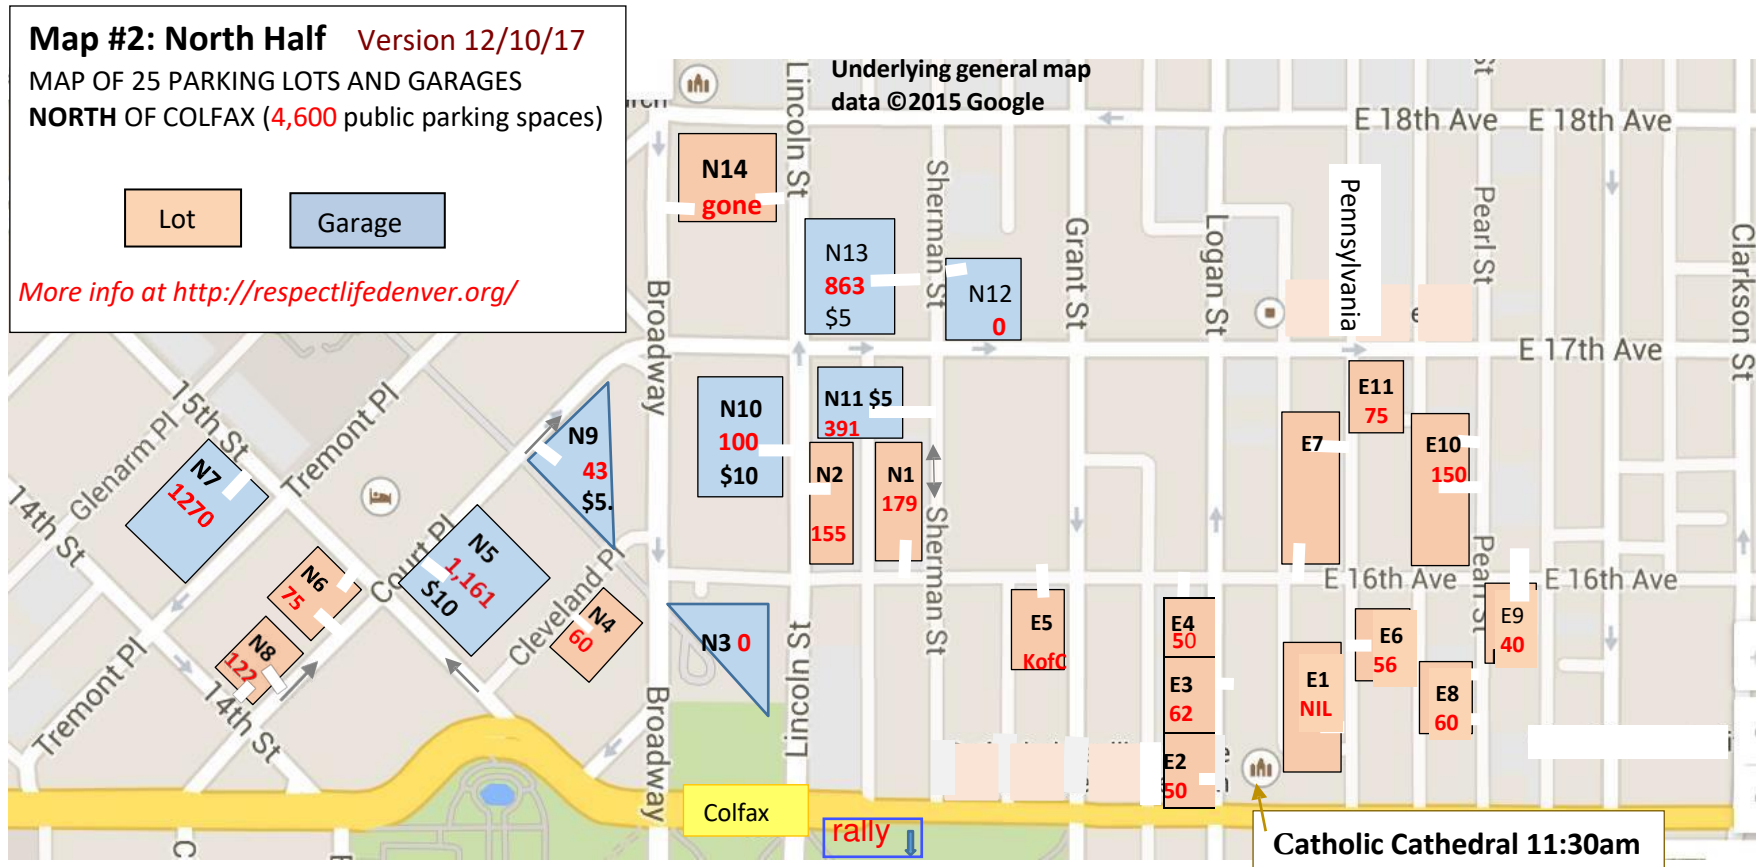 Map #2: North Half Version 12/10/17
MAP OF 25 PARKING LOTS AND GARAGES
NORTH OF COLFAX (4,600 public parking spaces)
Lot
Garage
More info at http://respectlifedenver.org/
Underlying general map
data ©2015 Google
E 18th Ave
E 18th Ave
Lincoln St
N14
gone
Sherman St
Pennsylvania
Pearl St
Grant St
Logan St
Clarkson St
Broadway
N13
863
$5
N12
0
E 17th Ave
15th St
Tremont Pl
Glenarm Pl
14th St
N7
1270
N9
43
$5.
N10
100
$10
N11 $5
391
N2
155
N1
179
E7
E11
75
E10
150
Sherman St
Court Pl
N5
1,161
$10
Cleveland Pl
N6
75
N8
122
N4
60
N3 0
E5
KofC
E 16th Ave
E 16th Ave
Pearl St
E4
50
E3
62
E2
50
E1
NIL
E6
56
E8
60
E9
40
Tremont Pl
14th St
Broadway
Lincoln St
Colfax
rally
Catholic Cathedral 11:30am